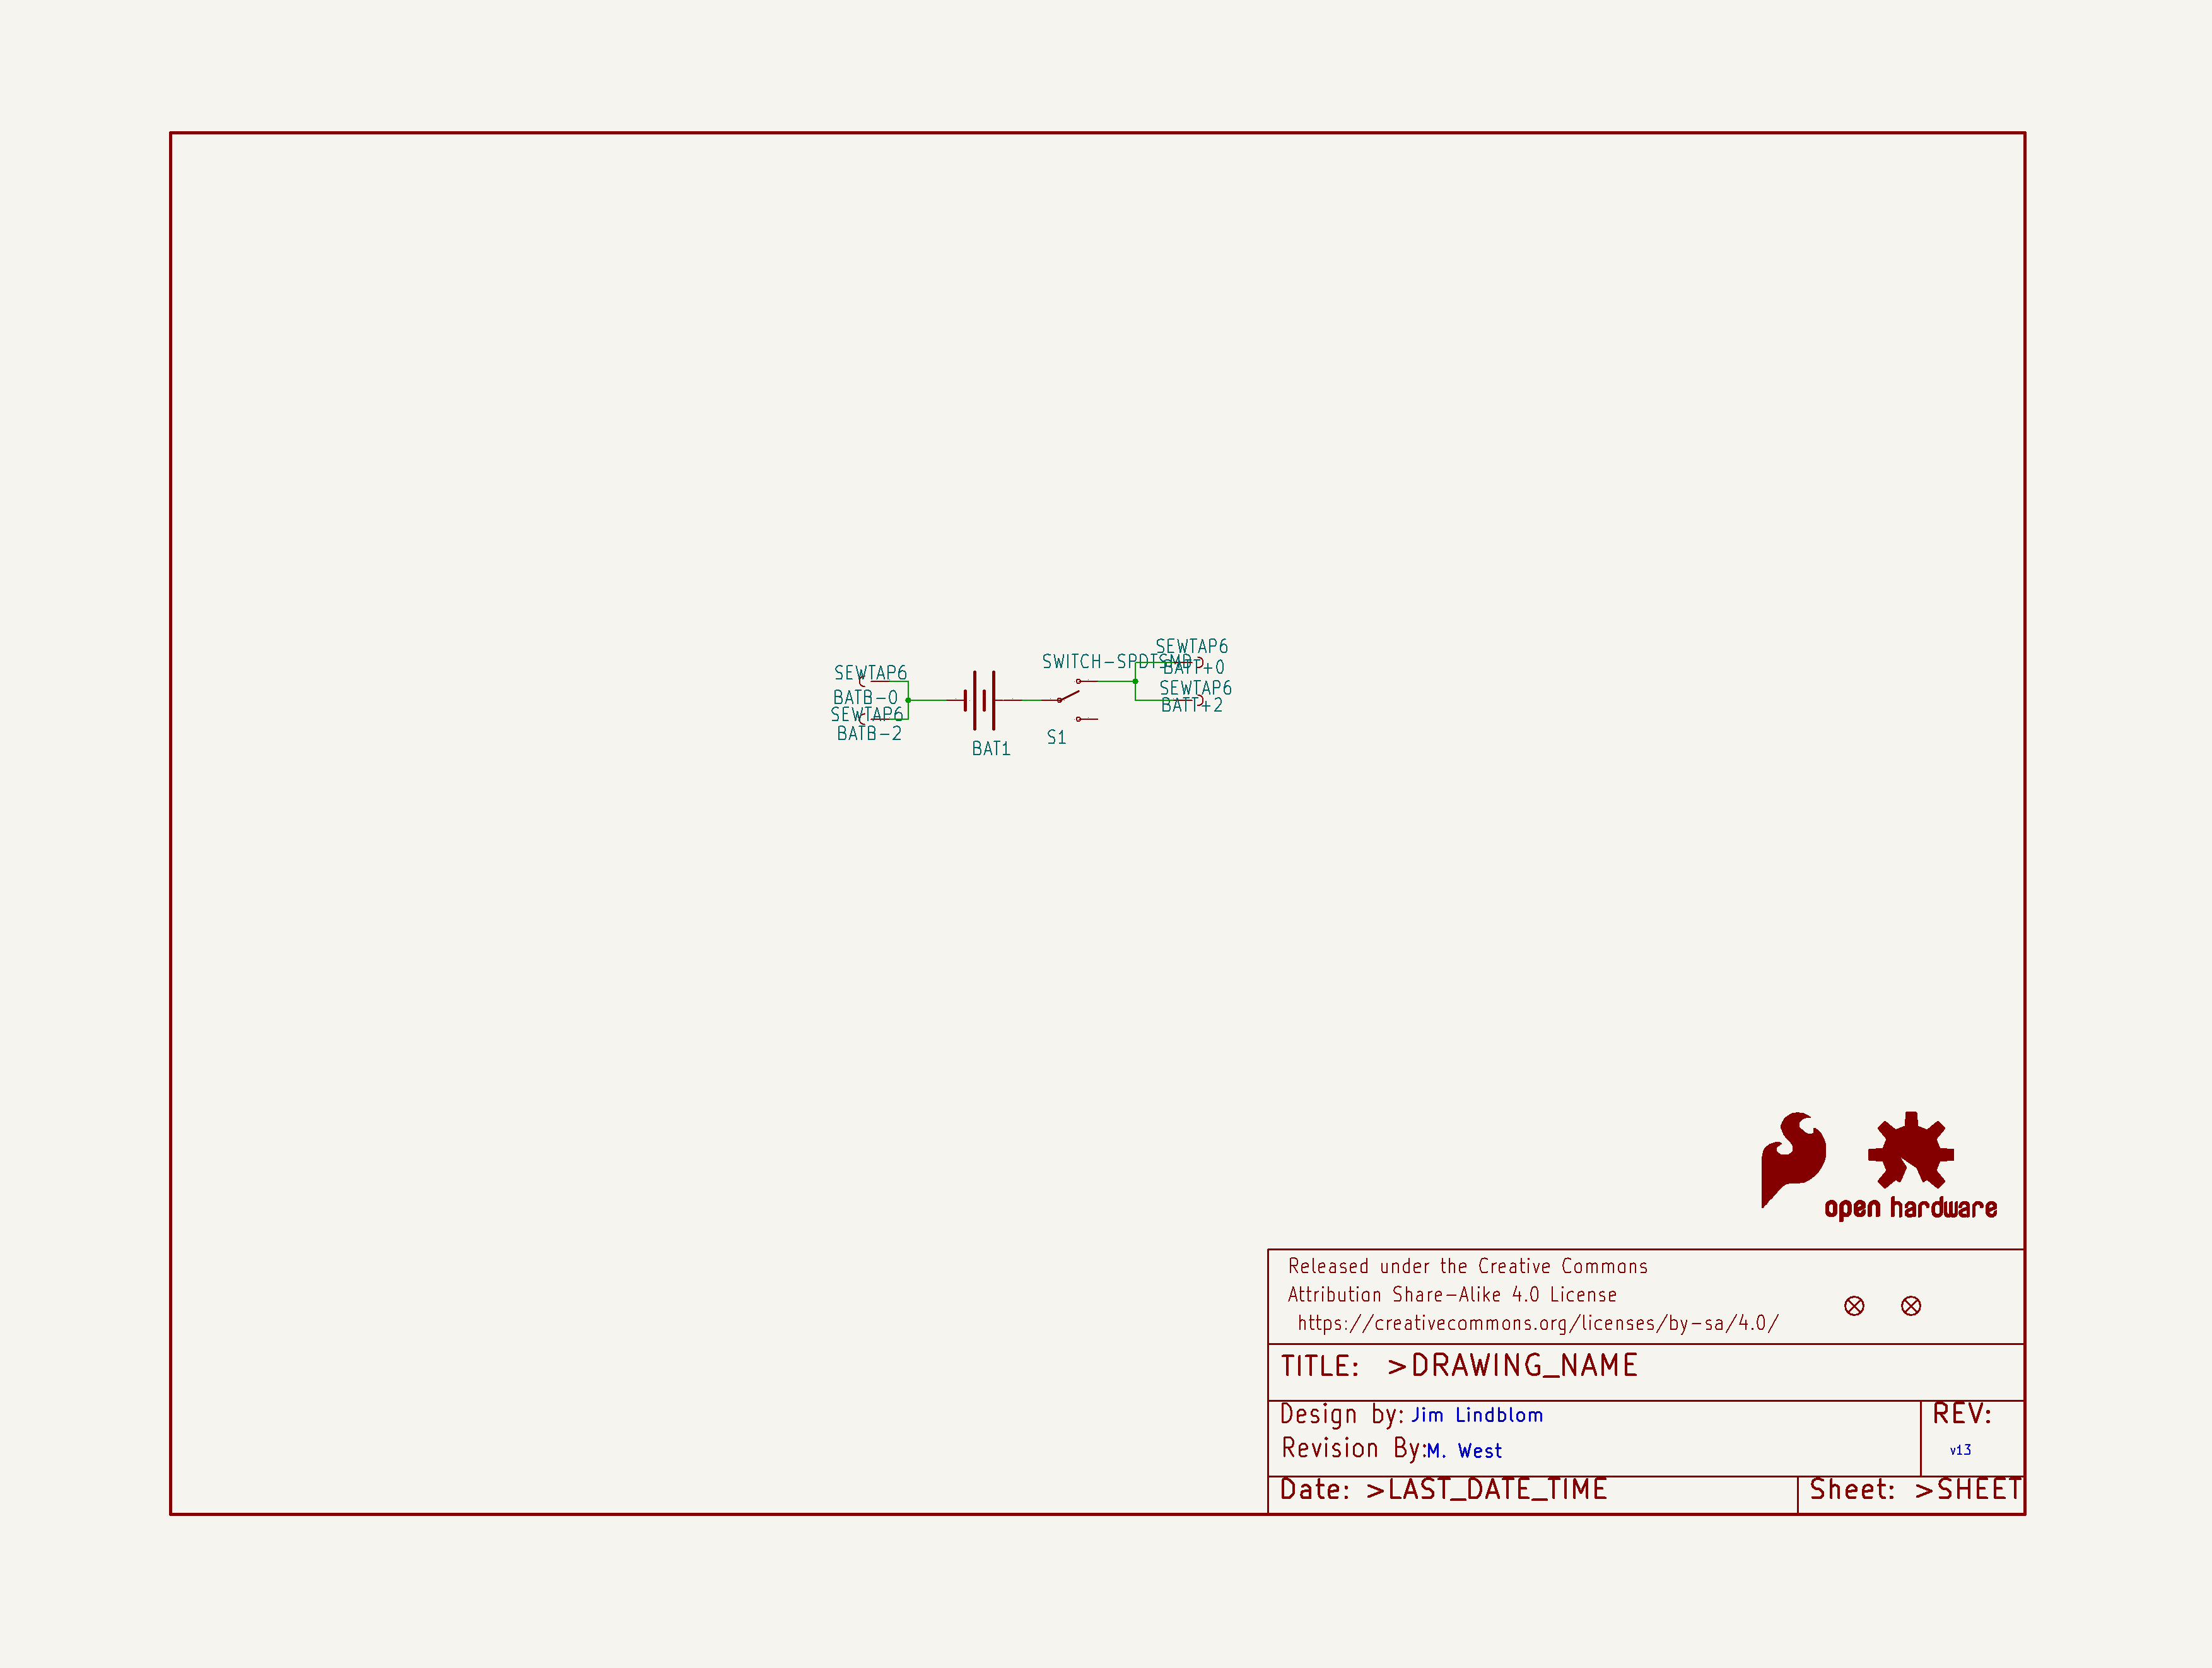 SEWTAP6
SWITCH-SPDTSMD
BATT+0
SEWTAP6
BATB-0
SEWTAP6
BATT+2
SEWTAP6
BATB-2
S1
BAT1
open hardware
Released under the Creative Commons
Attribution Share-Alike 4.0 License
https://creativecommons.org/licenses/by-sa/4.0/
TITLE: >DRAWING_NAME
Design by: Jim Lindblom
REV:
Revision By: M. West
v13
Date: >LAST_DATE_TIME
Sheet: >SHEET